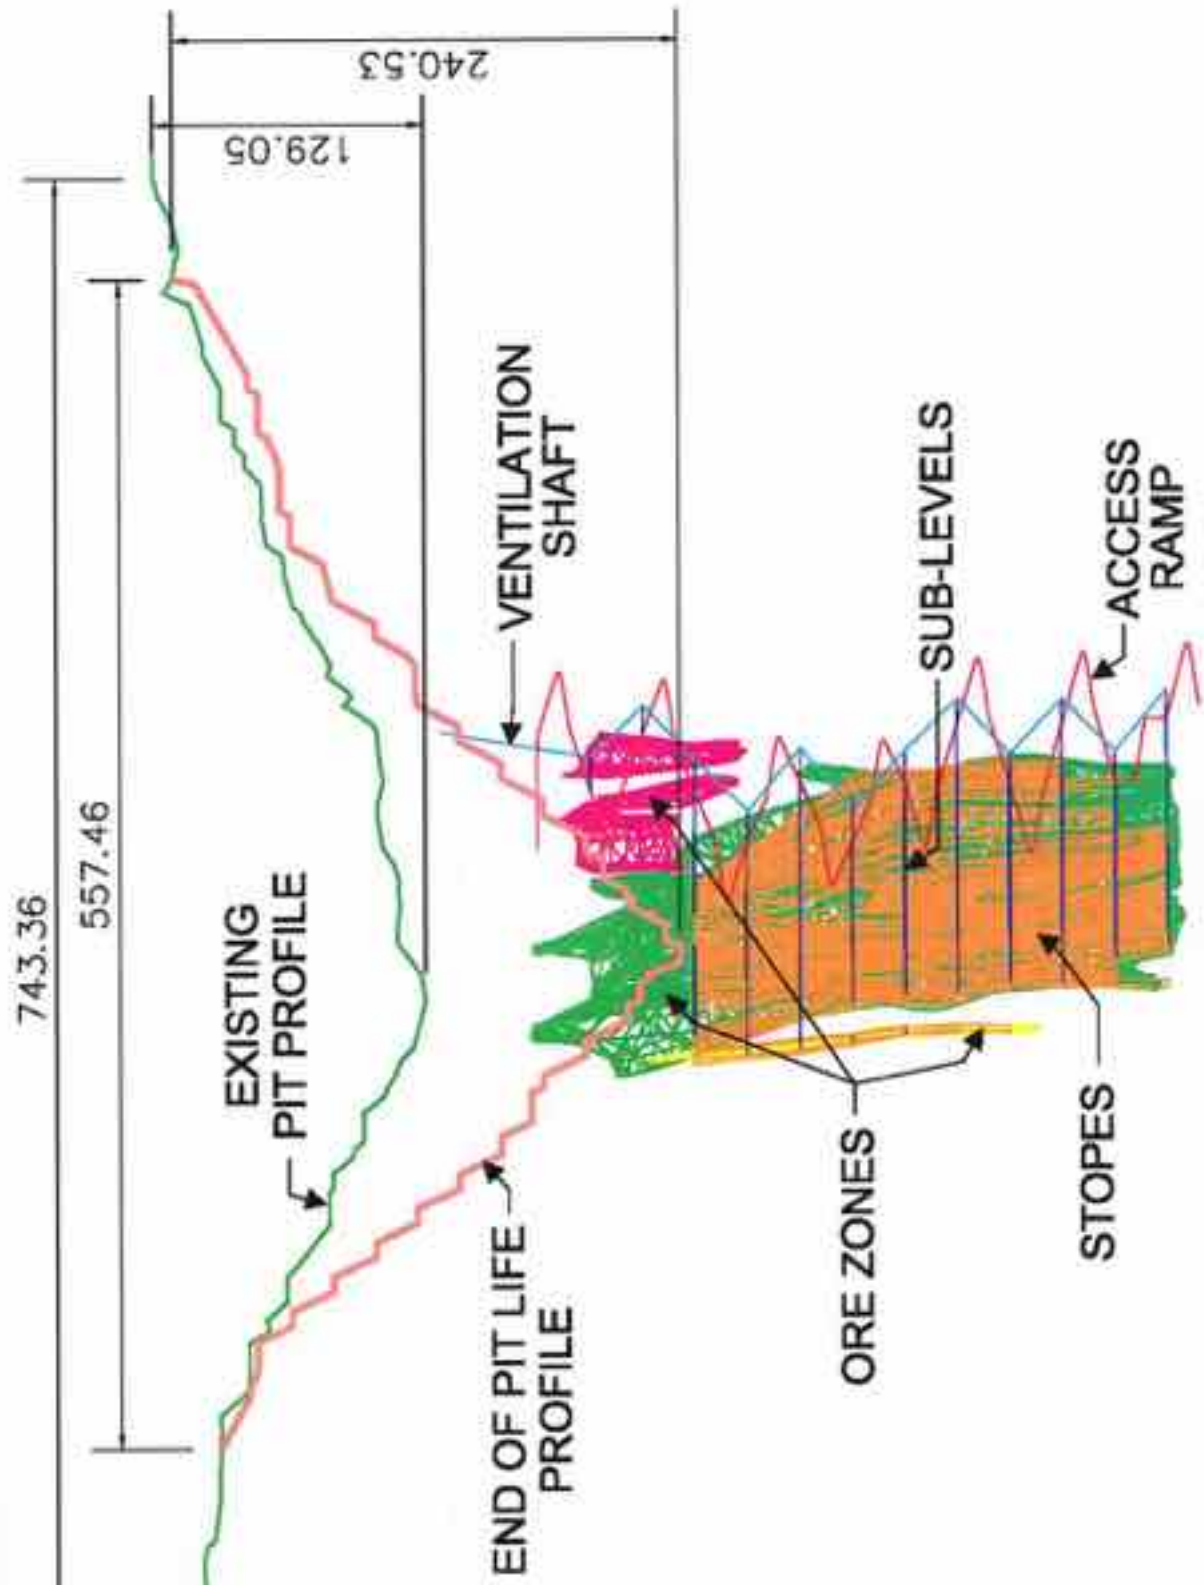 743.36
557.46
240.53
129.05
EXISTING
PIT PROFILE
VENTILATION
SHAFT
END OF PIT LIFE
PROFILE
SUB-LEVELS
ACCESS
RAMP
ORE ZONES
STOPES